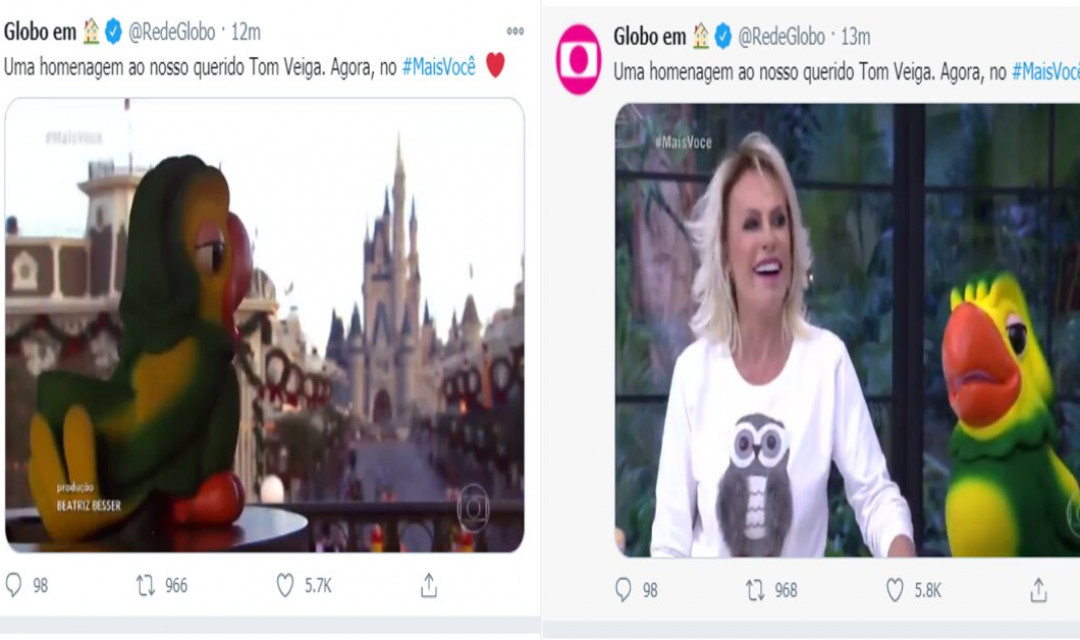 Globo em @RedeGlobo · 12m
Uma homenagem ao nosso querido Tom Veiga. Agora, no #MaisVocê
#MaisVoce
produção
BEATRIZ BESSER
98 966 5.7K
Globo em @RedeGlobo · 13m
Uma homenagem ao nosso querido Tom Veiga. Agora, no #MaisVocê
#MaisVoce
98 968 5.8K